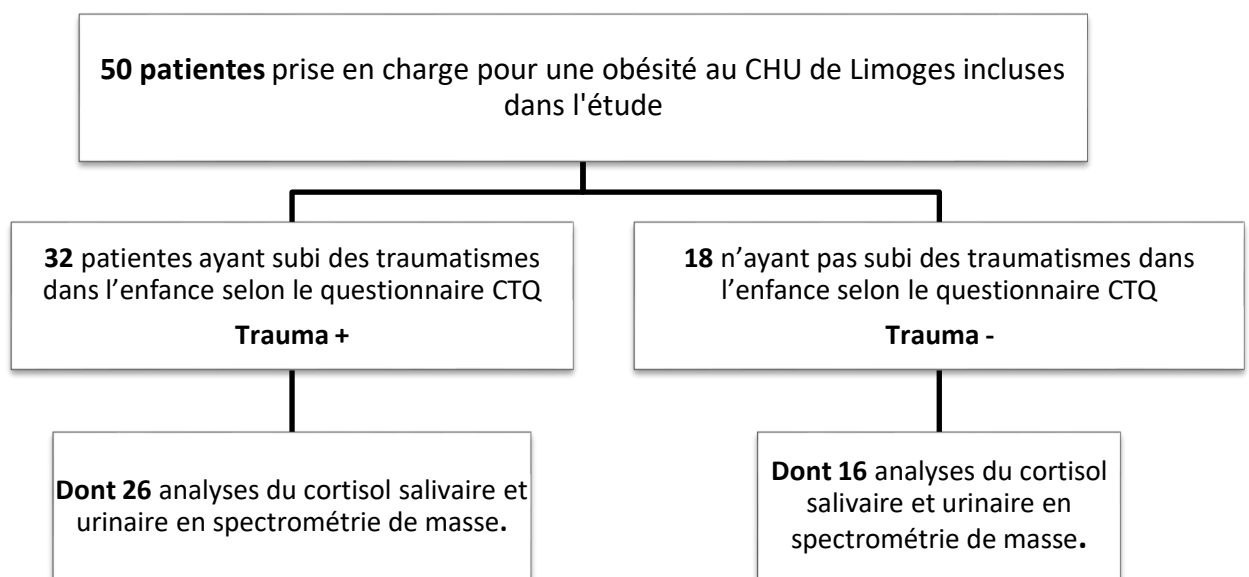 50 patientes prise en charge pour une obésité au CHU de Limoges incluses
dans l'étude
32 patientes ayant subi des traumatismes
dans l’enfance selon le questionnaire CTQ
Trauma +
18 n’ayant pas subi des traumatismes dans
l’enfance selon le questionnaire CTQ
Trauma -
Dont 26 analyses du cortisol salivaire et
urinaire en spectrométrie de masse.
Dont 16 analyses du cortisol
salivaire et urinaire en
spectrométrie de masse.